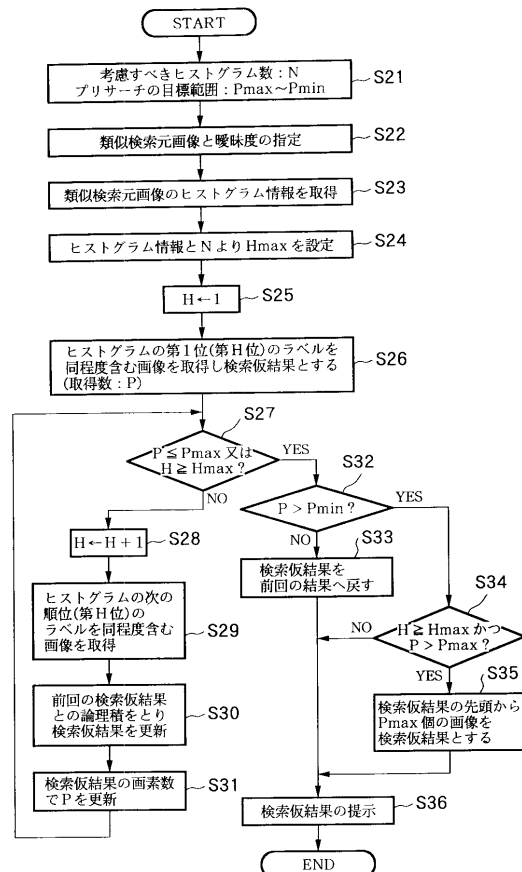 START
考慮すべきヒストグラム数：N
プリサーチの目標範囲：Pmax～Pmin
S21
類似検索元画像と曖昧度の指定
S22
類似検索元画像のヒストグラム情報を取得
S23
ヒストグラム情報とNよりHmaxを設定
S24
H←1
S25
ヒストグラムの第1位(第H位)のラベルを
同程度含む画像を取得し検索仮結果とする
(取得数：P)
S26
S27
P≦Pmax又は
H≧Hmax？
YES
NO
S32
P＞Pmin？
YES
NO
H←H＋1
S28
S33
検索仮結果を
前回の結果へ戻す
ヒストグラムの次の
順位(第H位)の
ラベルを同程度含む
画像を取得
S29
S34
H≧Hmaxかつ
P＞Pmax？
NO
YES
S35
前回の検索仮結果
との論理積をとり
検索仮結果を更新
S30
検索仮結果の先頭から
Pmax個の画像を
検索仮結果とする
検索仮結果の画素数
でPを更新
S31
検索仮結果の提示
S36
END